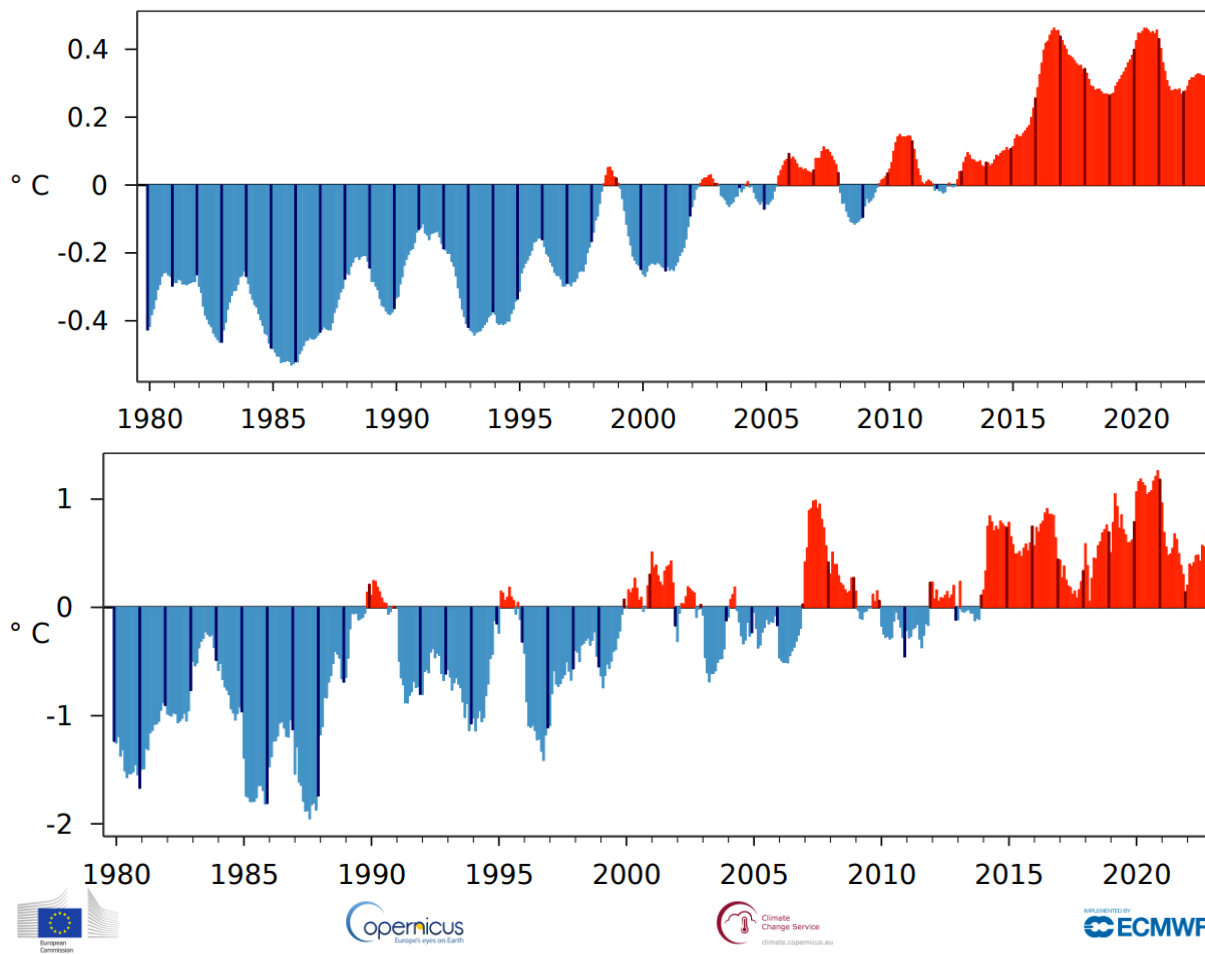 0.4
0.2
° C
0
-0.2
-0.4
1980 1985 1990 1995 2000 2005 2010 2015 2020
1
0
° C
-1
-2
1980 1985 1990 1995 2000 2005 2010 2015 2020
European
Commission
opernicus
Europe's eyes on Earth
Climate
Change Service
climate.copernicus.eu
IMPLEMENTED BY
ECMWF